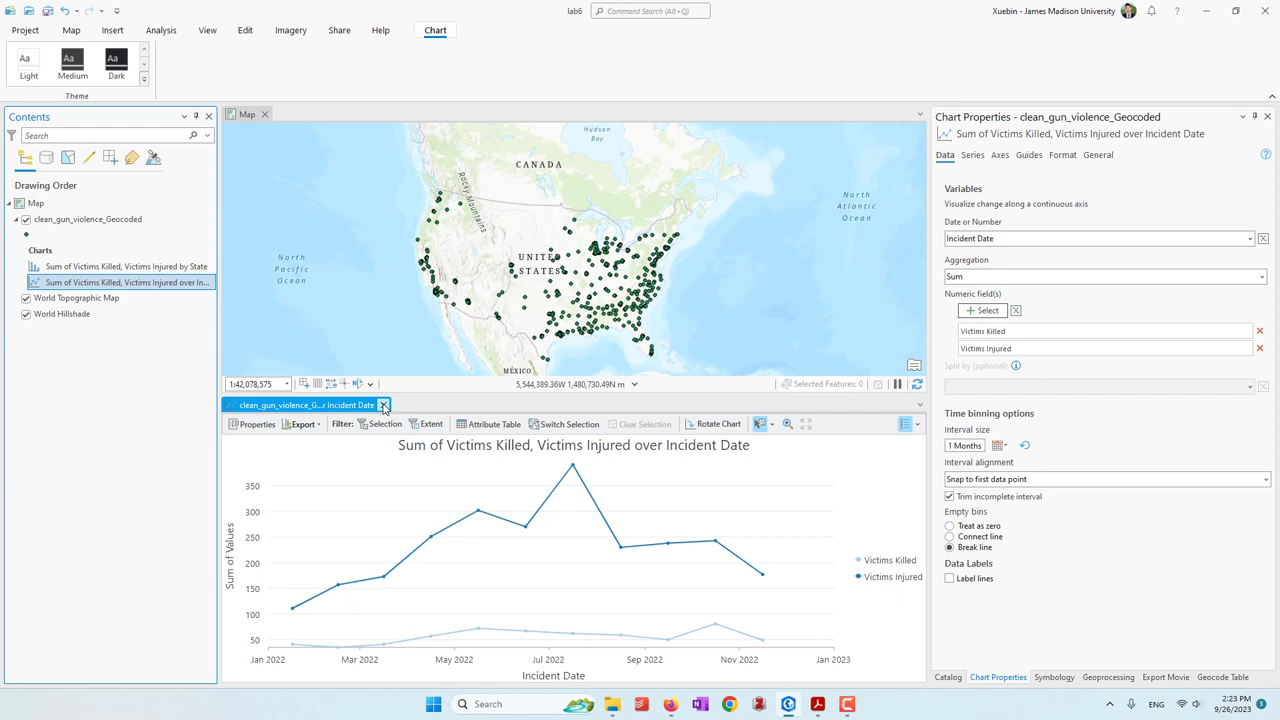 lab6
Command Search (Alt+Q)
Xuebin - James Madison University
Project Map Insert Analysis View Edit Imagery Share Help Chart
Aa Aa Aa
Light Medium Dark
Theme
Contents
Search
Drawing Order
Map
clean_gun_violence_Geocoded
Charts
Sum of Victims Killed, Victims Injured by State
Sum of Victims Killed, Victims Injured over In...
World Topographic Map
World Hillshade
Map
Hudson
Bay
CANADA
Rocky Mountains
North
Pacific
Ocean
UNITED
STATES
North
Atlantic
Ocean
MÉXICO
1:42,078,575
5,544,389.36W 1,480,730.49N m
Selected Features: 0
clean_gun_violence_G...r Incident Date
Properties Export Filter: Selection Extent Attribute Table Switch Selection Clear Selection Rotate Chart
Sum of Victims Killed, Victims Injured over Incident Date
Sum of Values
350
300
250
200
150
100
50
Jan 2022 Mar 2022 May 2022 Jul 2022 Sep 2022 Nov 2022 Jan 2023
Incident Date
Victims Killed
Victims Injured
Chart Properties - clean_gun_violence_Geocoded
Sum of Victims Killed, Victims Injured over Incident Date
Data Series Axes Guides Format General
Variables
Visualize change along a continuous axis
Date or Number
Incident Date
Aggregation
Sum
Numeric field(s)
Select
Victims Killed
Victims Injured
Split by (optional)
Time binning options
Interval size
1 Months
Interval alignment
Snap to first data point
Trim incomplete interval
Empty bins
Treat as zero
Connect line
Break line
Data Labels
Label lines
Catalog Chart Properties Symbology Geoprocessing Export Movie Geocode Table
Search
ENG
2:23 PM
9/26/2023